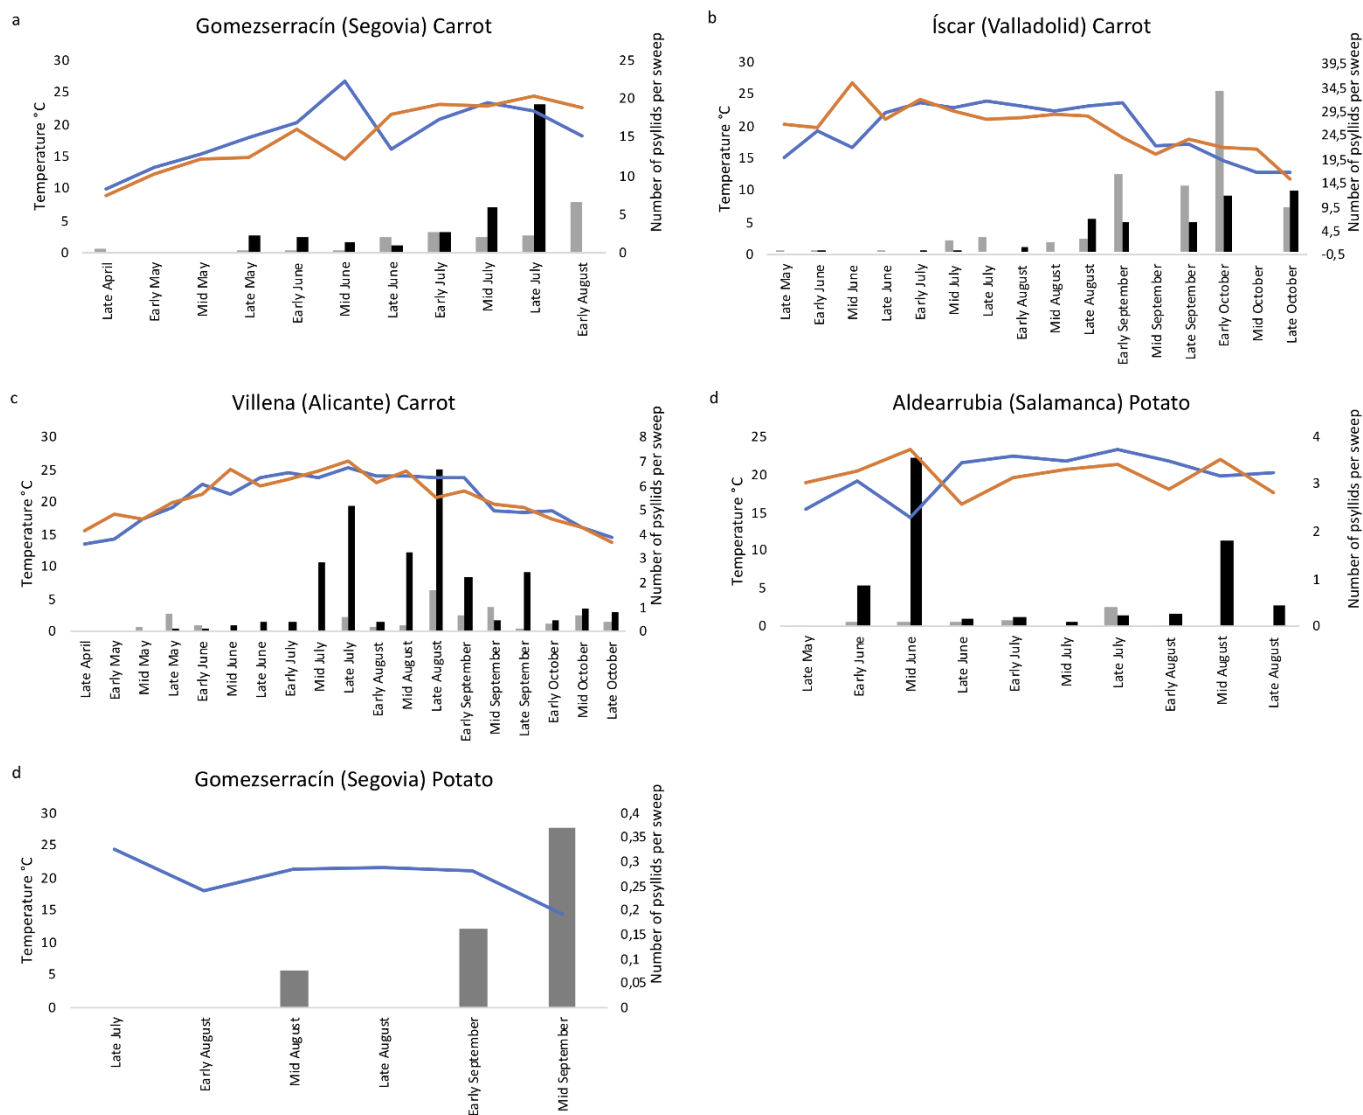 a
Gomezserracín (Segovia) Carrot
Temperature °C
30
25
20
15
10
5
0
25
20
15
10
5
0
Number of psyllids per sweep
Late April
Early May
Mid May
Late May
Early June
Mid June
Late June
Early July
Mid July
Late July
Early August
b
Íscar (Valladolid) Carrot
Temperature °C
30
25
20
15
10
5
0
39,5
34,5
29,5
24,5
19,5
14,5
9,5
4,5
-0,5
Number of psyllids per sweep
Late May
Early June
Mid June
Late June
Early July
Mid July
Late July
Early August
Mid August
Late August
Early September
Mid September
Late September
Early October
Mid October
Late October
c
Villena (Alicante) Carrot
Temperature °C
30
25
20
15
10
5
0
8
7
6
5
4
3
2
1
0
Number of psyllids per sweep
Late April
Early May
Mid May
Late May
Early June
Mid June
Late June
Early July
Mid July
Late July
Early August
Mid August
Late August
Early September
Mid September
Late September
Early October
Mid October
Late October
d
Aldearrubia (Salamanca) Potato
Temperature °C
25
20
15
10
5
0
4
3
2
1
0
Number of psyllids per sweep
Late May
Early June
Mid June
Late June
Early July
Mid July
Late July
Early August
Mid August
Late August
d
Gomezserracín (Segovia) Potato
Temperature °C
30
25
20
15
10
5
0
0,4
0,35
0,3
0,25
0,2
0,15
0,1
0,05
0
Number of psyllids per sweep
Late July
Early August
Mid August
Late August
Early September
Mid September